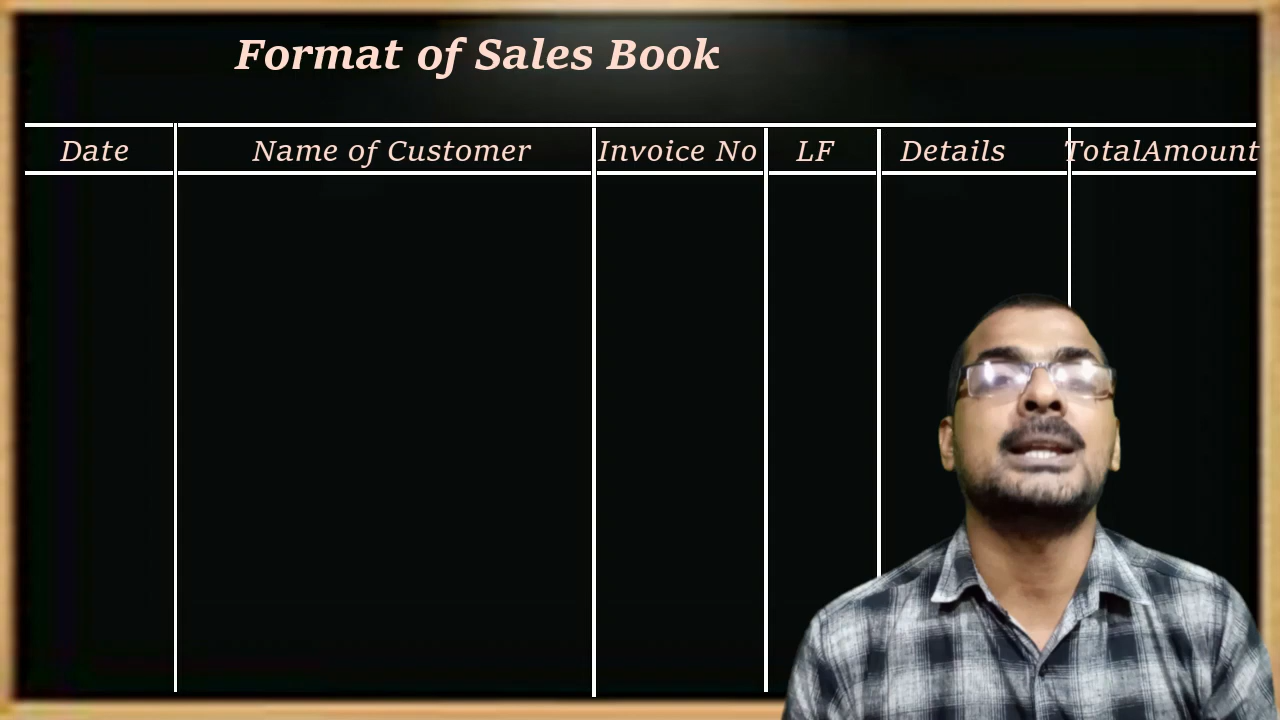 Format of Sales Book
Date Name of Customer Invoice No LF Details TotalAmount